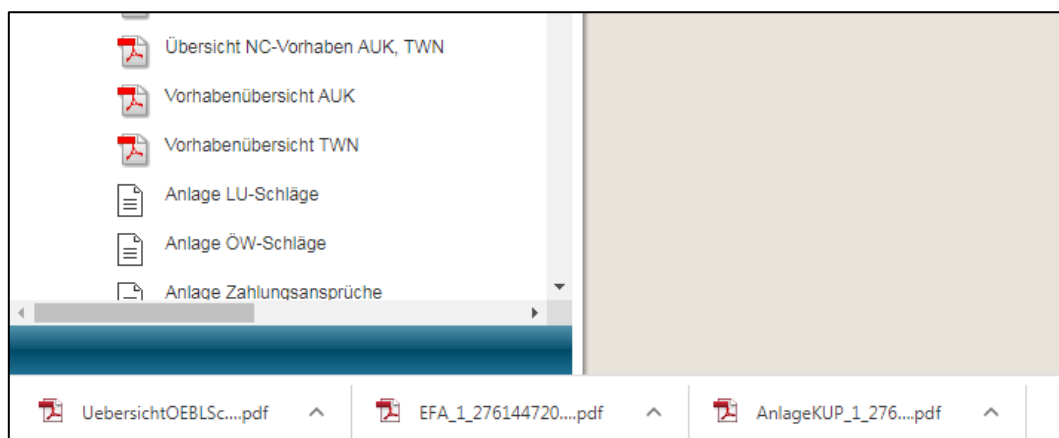 Übersicht NC-Vorhaben AUK, TWN
Vorhabenübersicht AUK
Vorhabenübersicht TWN
Anlage LU-Schläge
Anlage ÖW-Schläge
Anlage Zahlungsansprüche
UebersichtOEBLSc....pdf
EFA_1_276144720....pdf
AnlageKUP_1_276....pdf